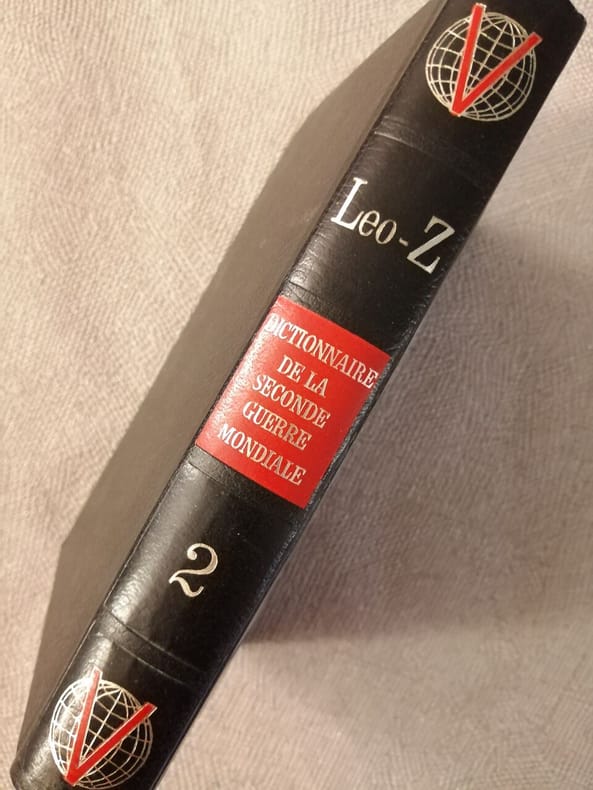 V
Leo-Z
DICTIONNAIRE
DE LA
SECONDE
GUERRE
MONDIALE
2
V